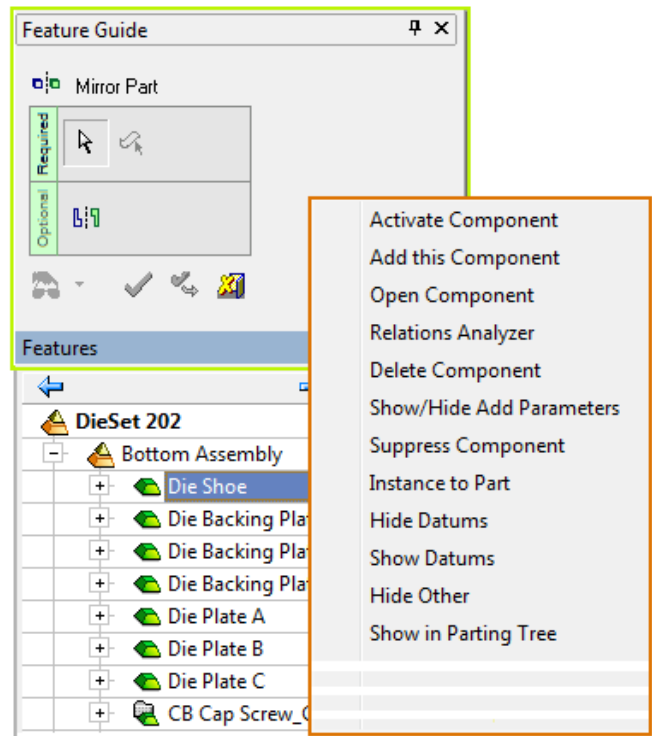 Feature Guide
Mirror Part
Required
Optional
Features
DieSet 202
Bottom Assembly
Die Shoe
Die Backing Pla
Die Backing Pla
Die Backing Pla
Die Plate A
Die Plate B
Die Plate C
CB Cap Screw_
Activate Component
Add this Component
Open Component
Relations Analyzer
Delete Component
Show/Hide Add Parameters
Suppress Component
Instance to Part
Hide Datums
Show Datums
Hide Other
Show in Parting Tree